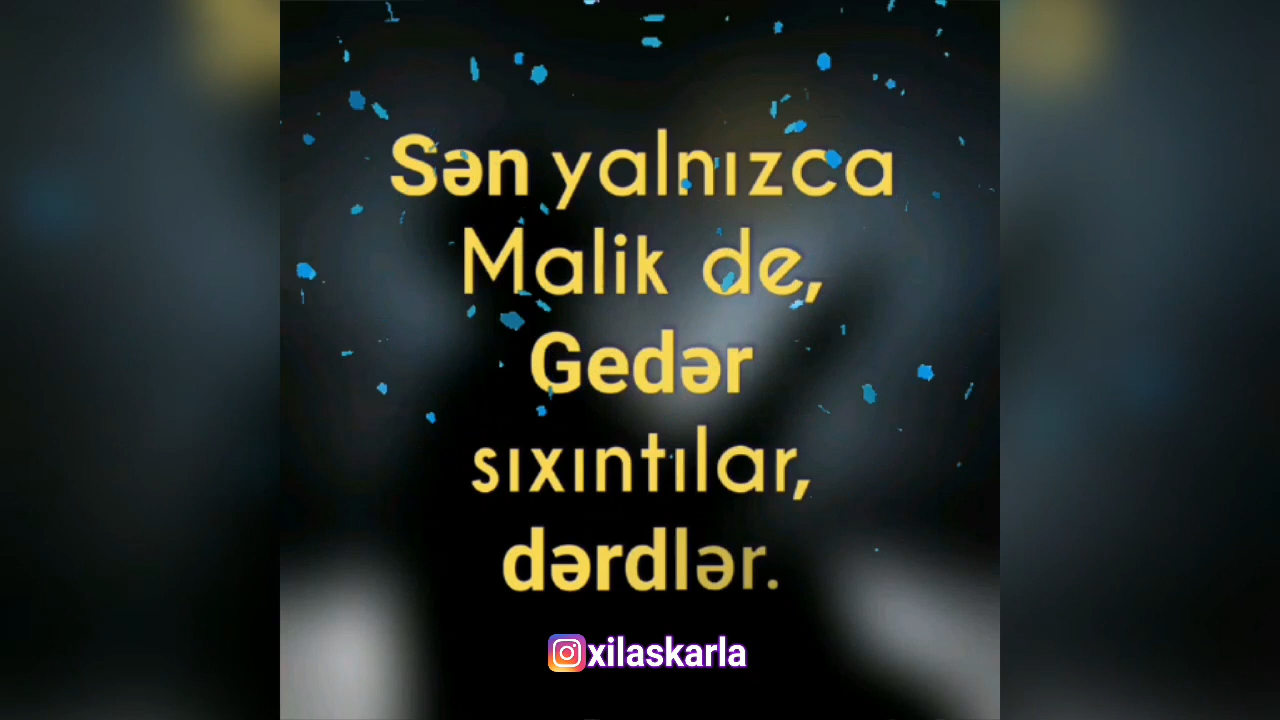 Sən yalnızca
Malik de,
Gedər
sıxıntılar,
dərdlər.
xilaskarla